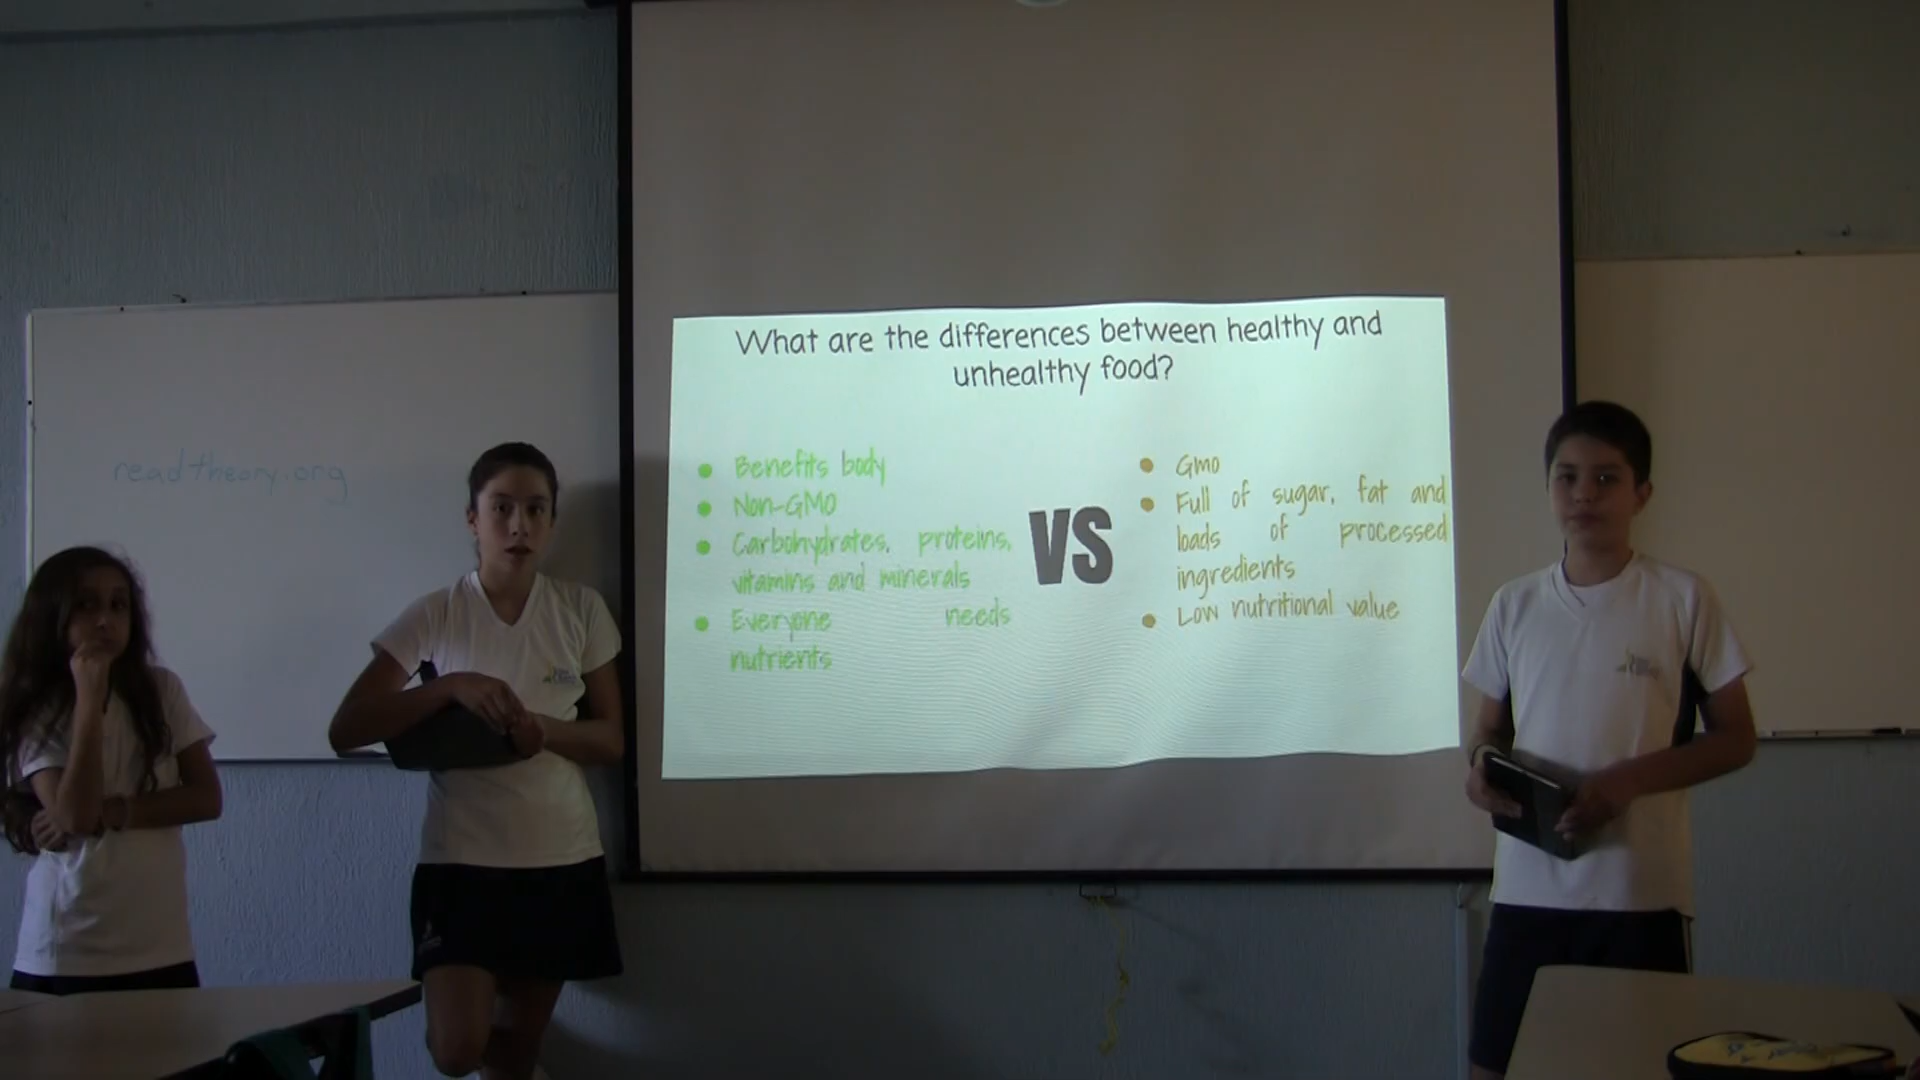 What are the differences between healthy and
unhealthy food?
Benefits body
Non-GMO
Carbohydrates, proteins,
vitamins and minerals
Everyone needs
nutrients
VS
Gmo
Full of sugar, fat and
loads of processed
ingredients
Low nutritional value
readtheory.org